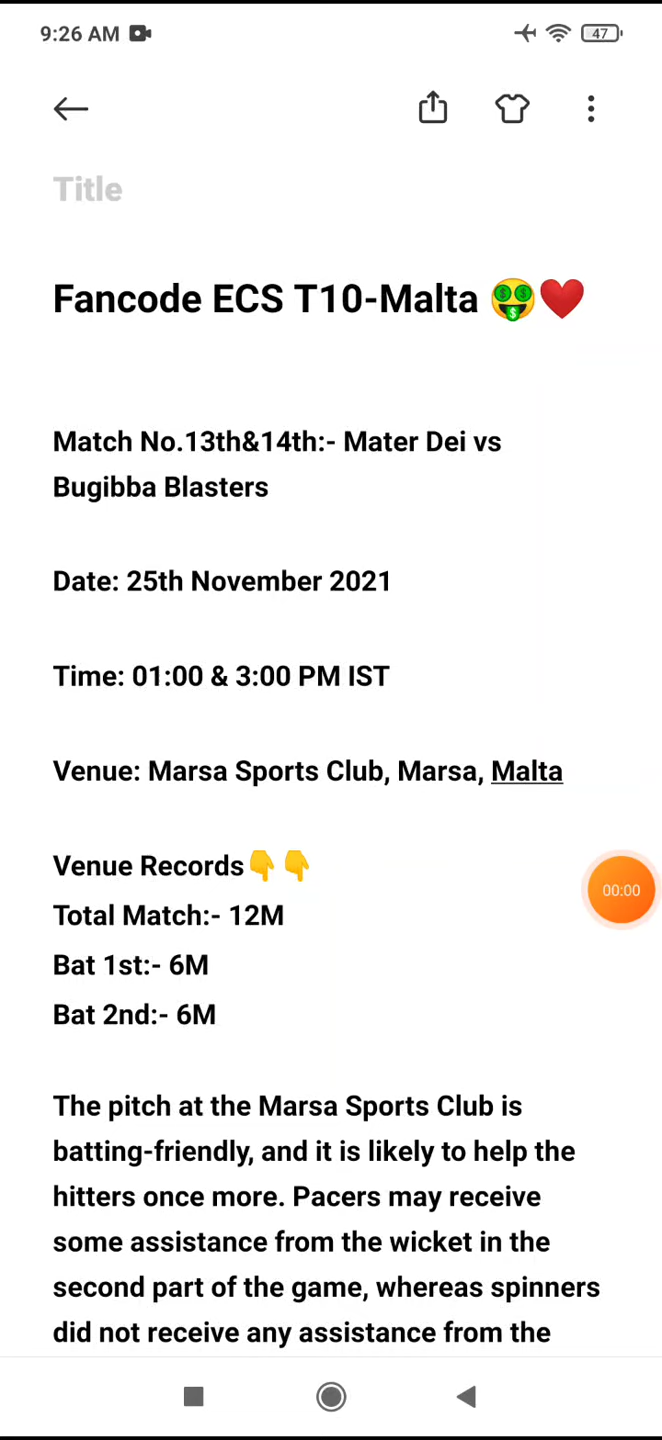 9:26 AM
47
Title
Fancode ECS T10-Malta 🤑❤️
Match No.13th&14th:- Mater Dei vs
Bugibba Blasters
Date: 25th November 2021
Time: 01:00 & 3:00 PM IST
Venue: Marsa Sports Club, Marsa, Malta
Venue Records👇👇
00:00
Total Match:- 12M
Bat 1st:- 6M
Bat 2nd:- 6M
The pitch at the Marsa Sports Club is
batting-friendly, and it is likely to help the
hitters once more. Pacers may receive
some assistance from the wicket in the
second part of the game, whereas spinners
did not receive any assistance from the